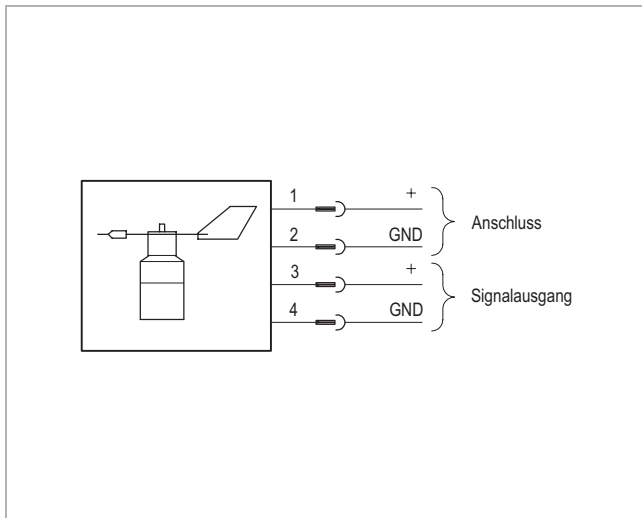 1 +
2 GND
Anschluss
3 +
4 GND
Signalausgang